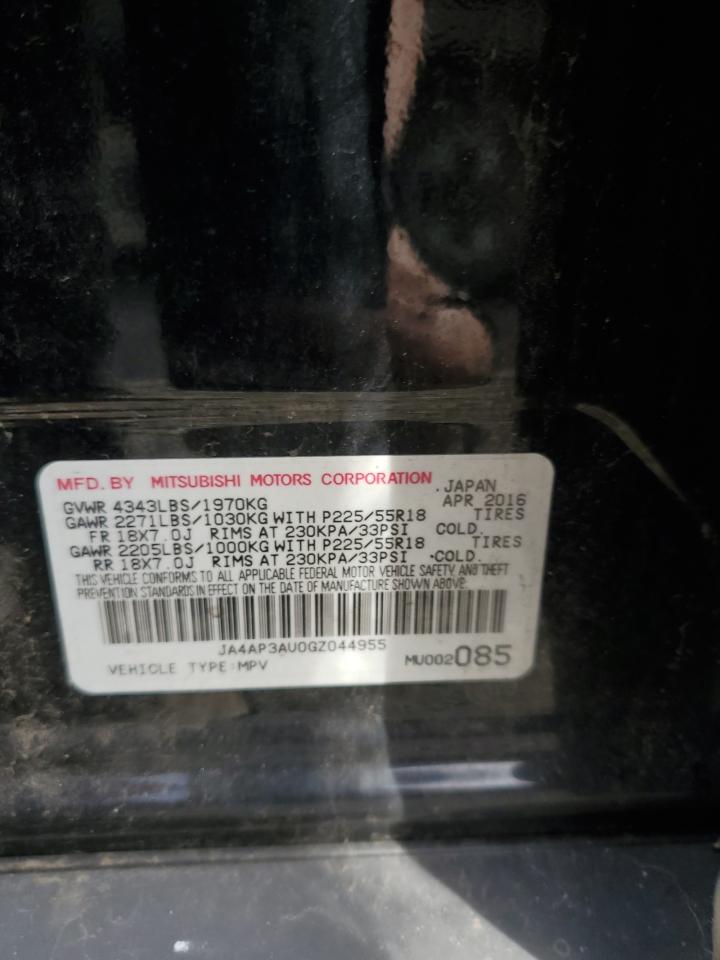 MFD. BY MITSUBISHI MOTORS CORPORATION . JAPAN
GVWR 4343LBS/1970KG APR 2016
GAWR 2271LBS/1030KG WITH P225/55R18 TIRES
FR 18X7.0J RIMS AT 230KPA/33PSI COLD.
GAWR 2205LBS/1000KG WITH P225/55R18 TIRES
RR 18X7.0J RIMS AT 230KPA/33PSI COLD.
THIS VEHICLE CONFORMS TO ALL APPLICABLE FEDERAL MOTOR VEHICLE SAFETY, AND THEFT
PREVENTION STANDARDS IN EFFECT ON THE DATE OF MANUFACTURE SHOWN ABOVE.
JA4AP3AU0GZ044955
VEHICLE TYPE:MPV MU002085